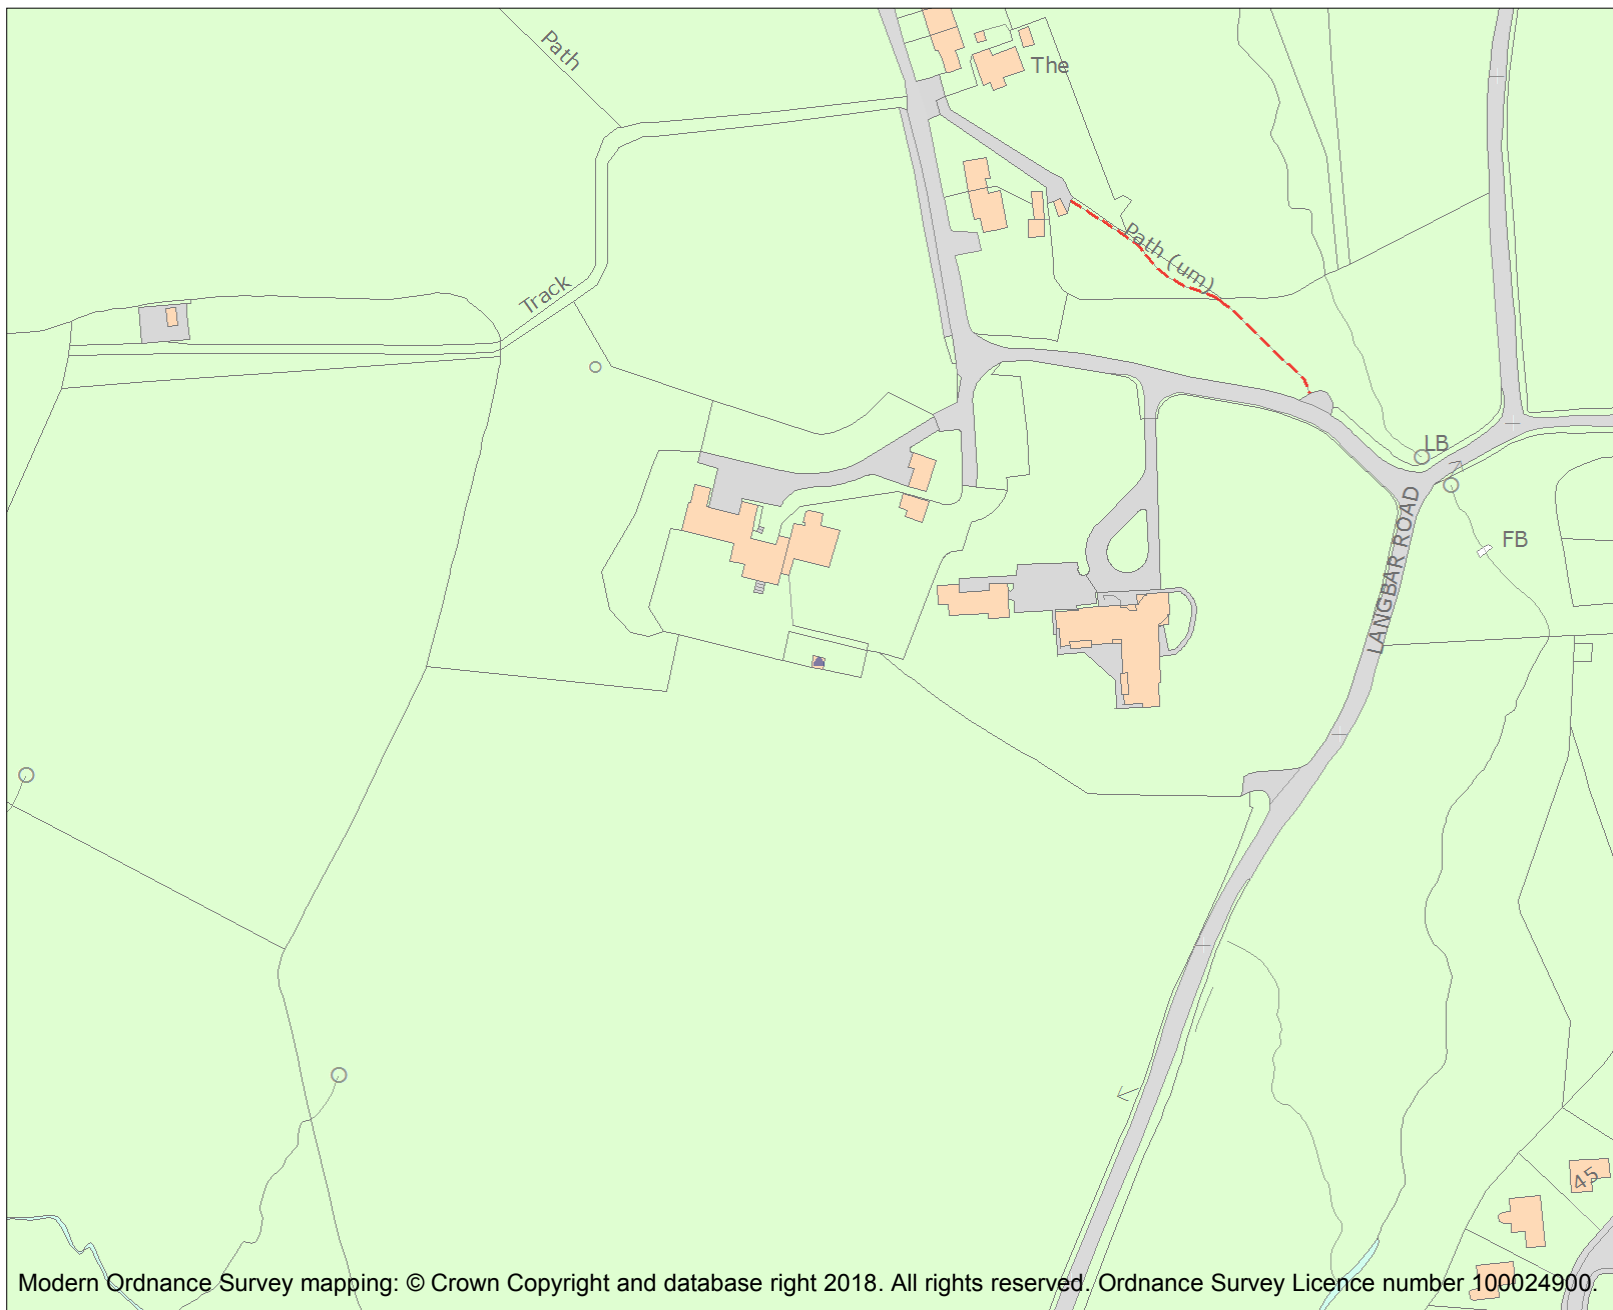 Path
The
Path (um)
Track
LB
LANGBAR ROAD
FB
45
Modern Ordnance Survey mapping: © Crown Copyright and database right 2018. All rights reserved. Ordnance Survey Licence number 100024900.